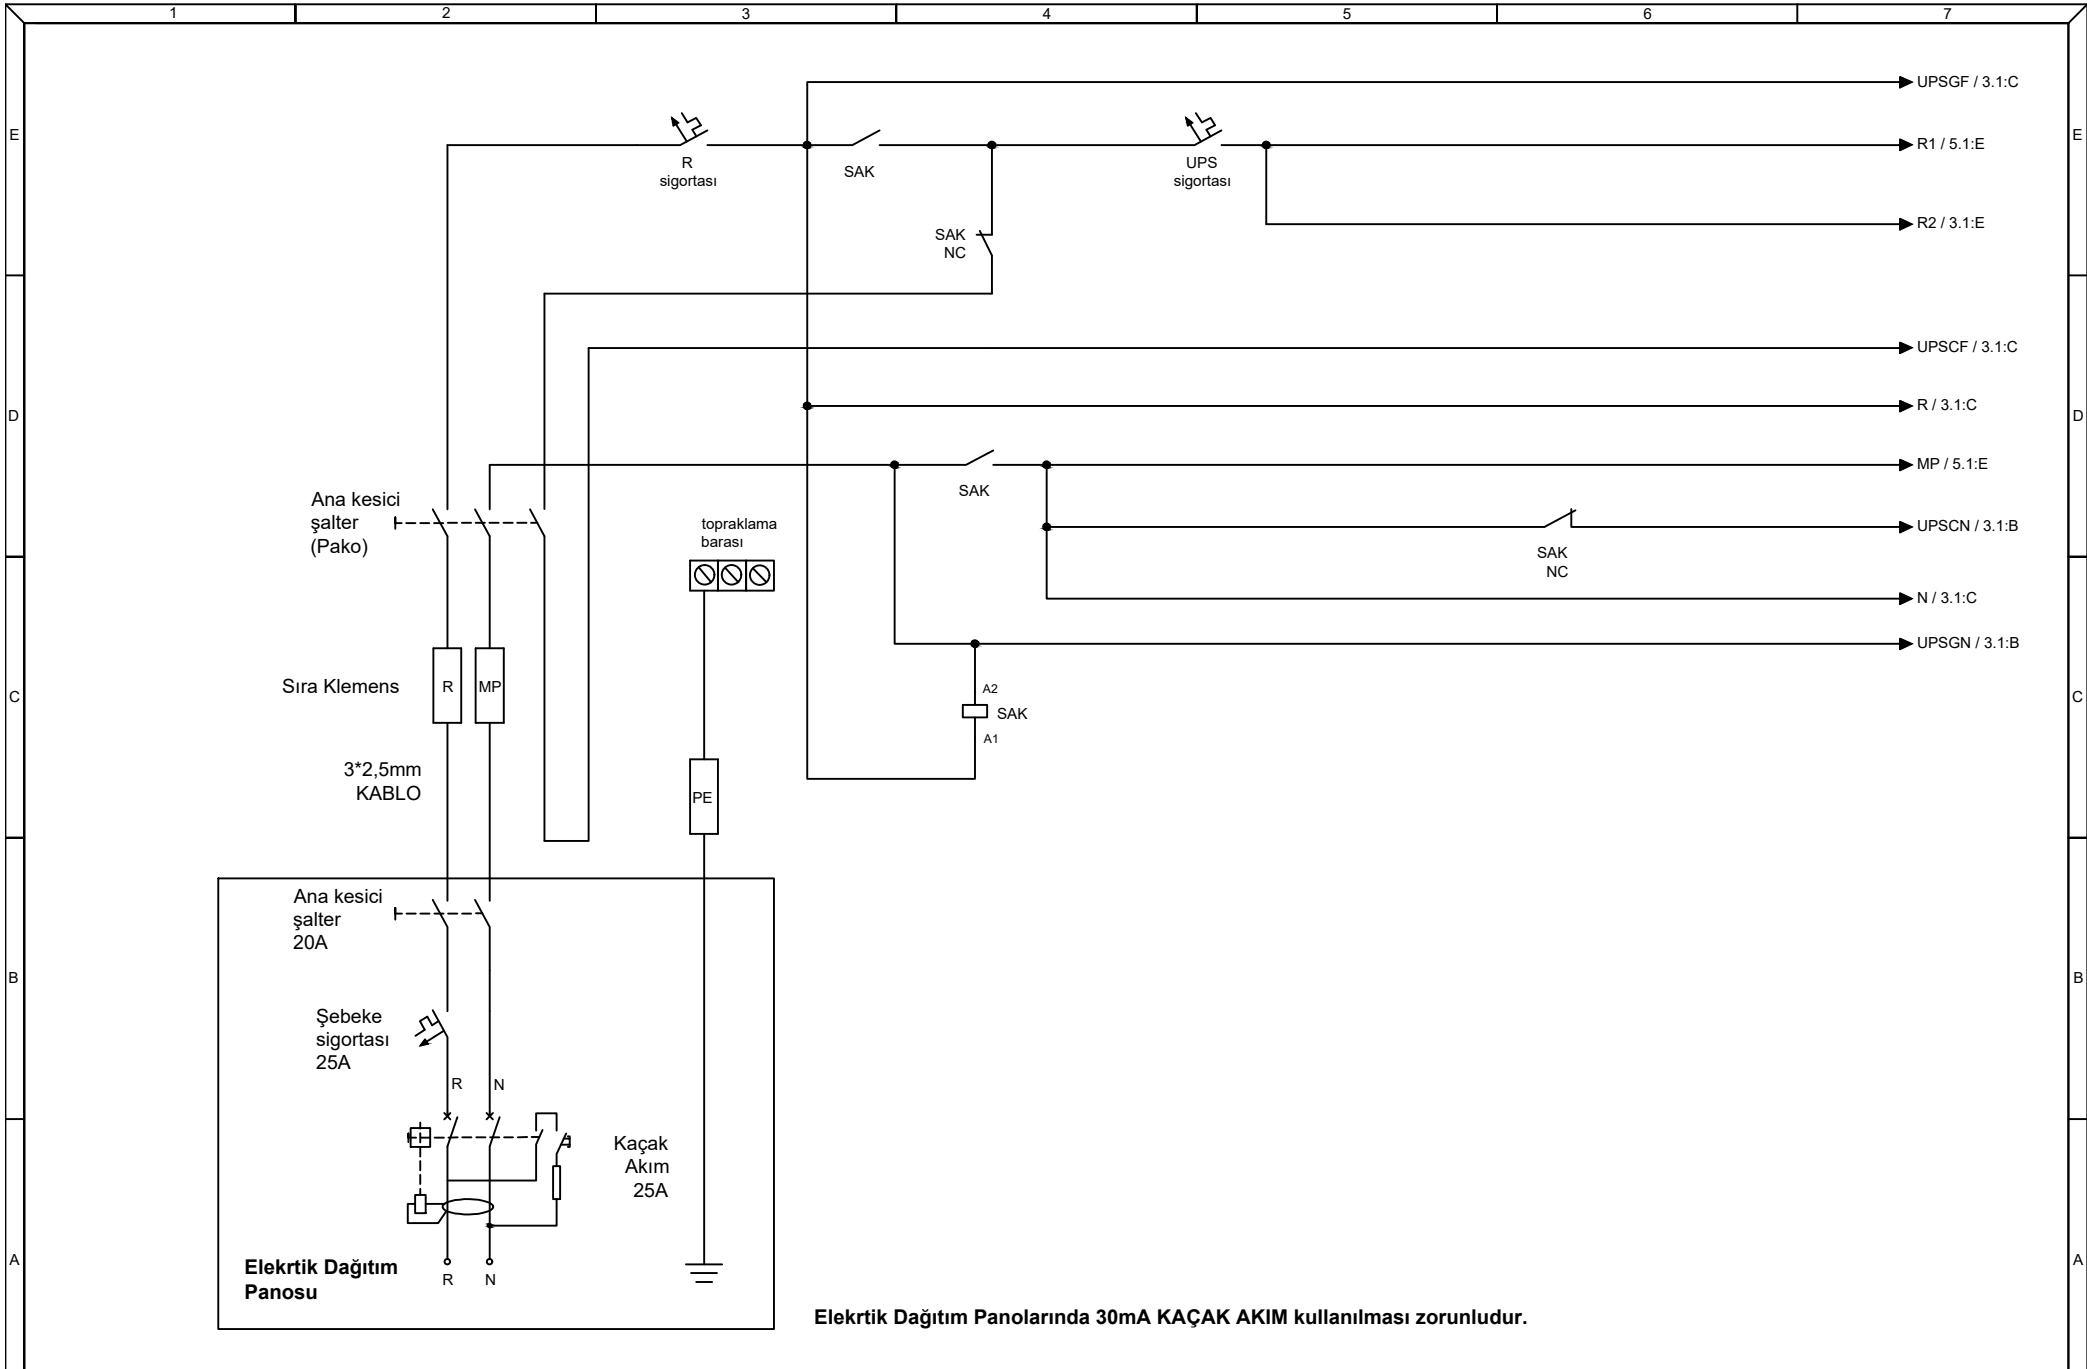 1
2
3
4
5
6
7
E
E
D
D
C
C
B
B
A
A
UPSGF / 3.1:C
R
sigortası
SAK
UPS
sigortası
R1 / 5.1:E
R2 / 3.1:E
SAK
NC
UPSCF / 3.1:C
R / 3.1:C
MP / 5.1:E
SAK
Ana kesici
şalter
(Pako)
topraklama
barası
UPSCN / 3.1:B
SAK
NC
N / 3.1:C
UPSGN / 3.1:B
Sıra Klemens
R
MP
A2
SAK
A1
3*2,5mm
KABLO
PE
Ana kesici
şalter
20A
Şebeke
sigortası
25A
R
N
Kaçak
Akım
25A
Elekrtik Dağıtım
Panosu
R
N
Elekrtik Dağıtım Panolarında 30mA KAÇAK AKIM kullanılması zorunludur.